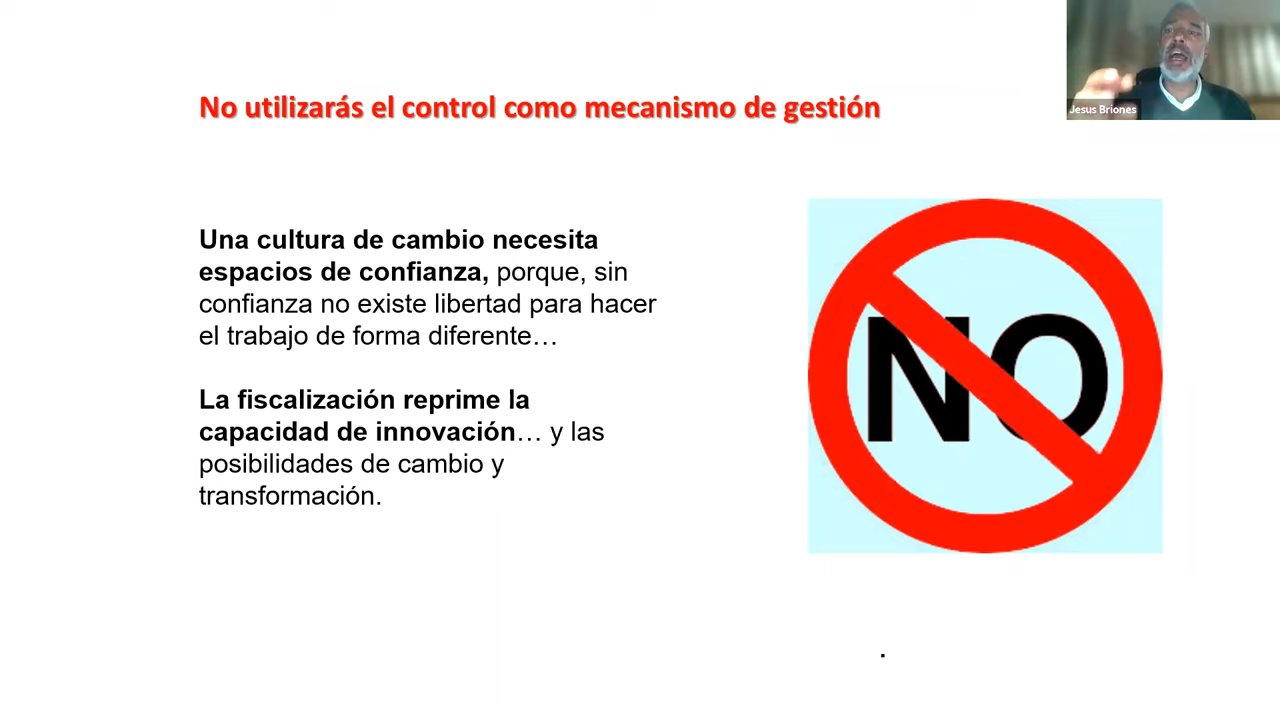 No utilizarás el control como mecanismo de gestión
Jesus Briones
Una cultura de cambio necesita
espacios de confianza, porque, sin
confianza no existe libertad para hacer
el trabajo de forma diferente…
La fiscalización reprime la
capacidad de innovación… y las
posibilidades de cambio y
transformación.
NO
.